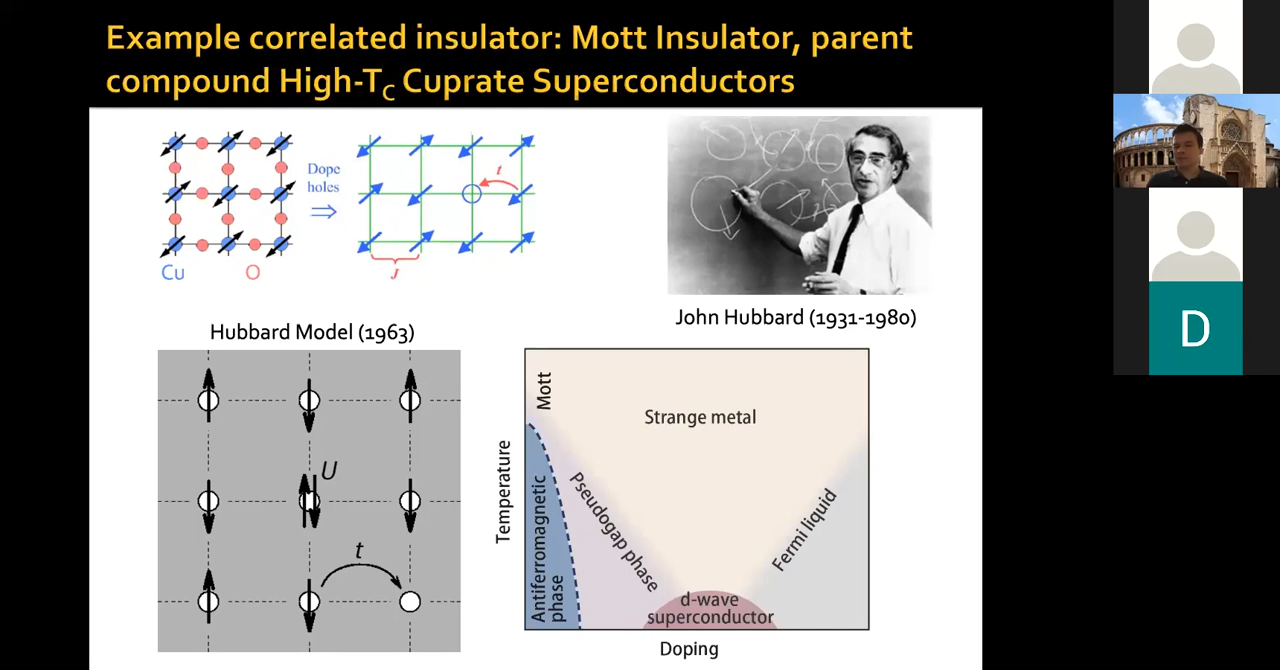 Example correlated insulator: Mott Insulator, parent
compound High-TC Cuprate Superconductors
Dope
holes
⇒
t
J
Cu
O
John Hubbard (1931-1980)
Hubbard Model (1963)
U
t
Temperature
Mott
Strange metal
Antiferromagnetic
phase
Pseudogap phase
Fermi liquid
d-wave
superconductor
Doping
D